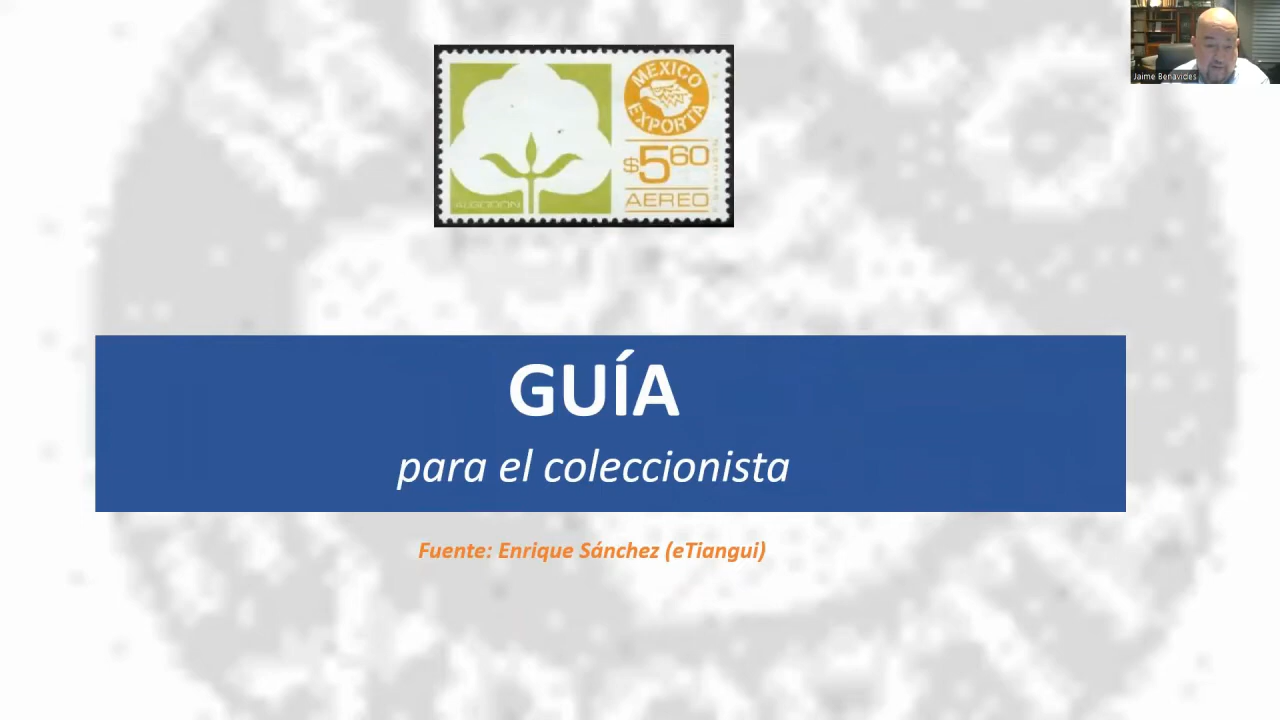 MEXICO
EXPORTA
$5.60
AEREO
ALGODON
Jaime Benavides
GUÍA
para el coleccionista
Fuente: Enrique Sánchez (eTiangui)